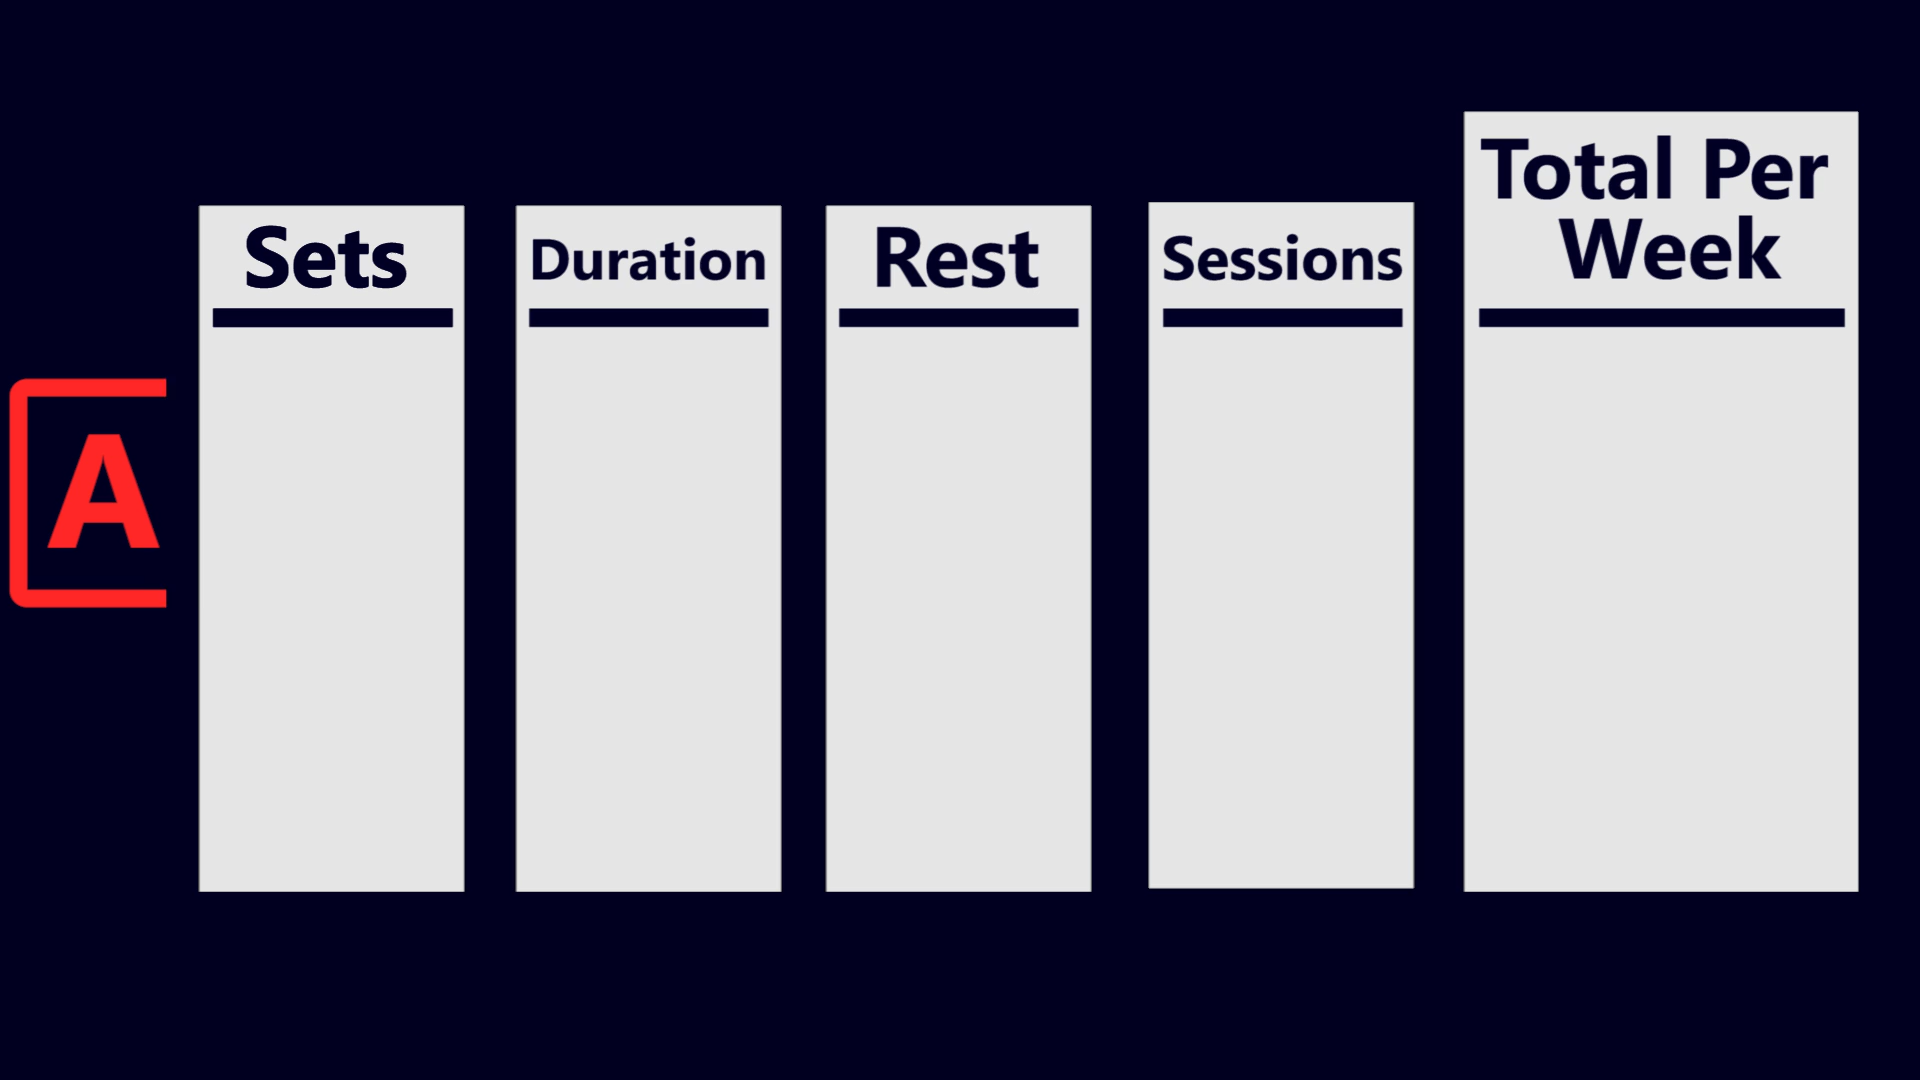 Sets
Duration
Rest
Sessions
Total Per
Week
A